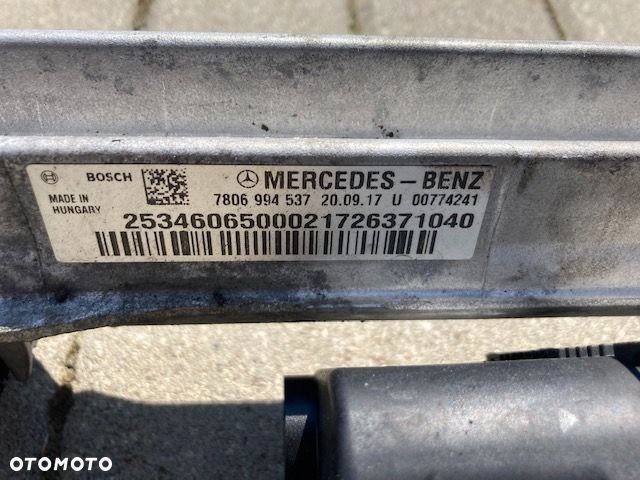 BOSCH
MERCEDES-BENZ
MADE IN
HUNGARY
7806 994 537 20.09.17 U 00774241
2534606500021726371040
OTOMOTO